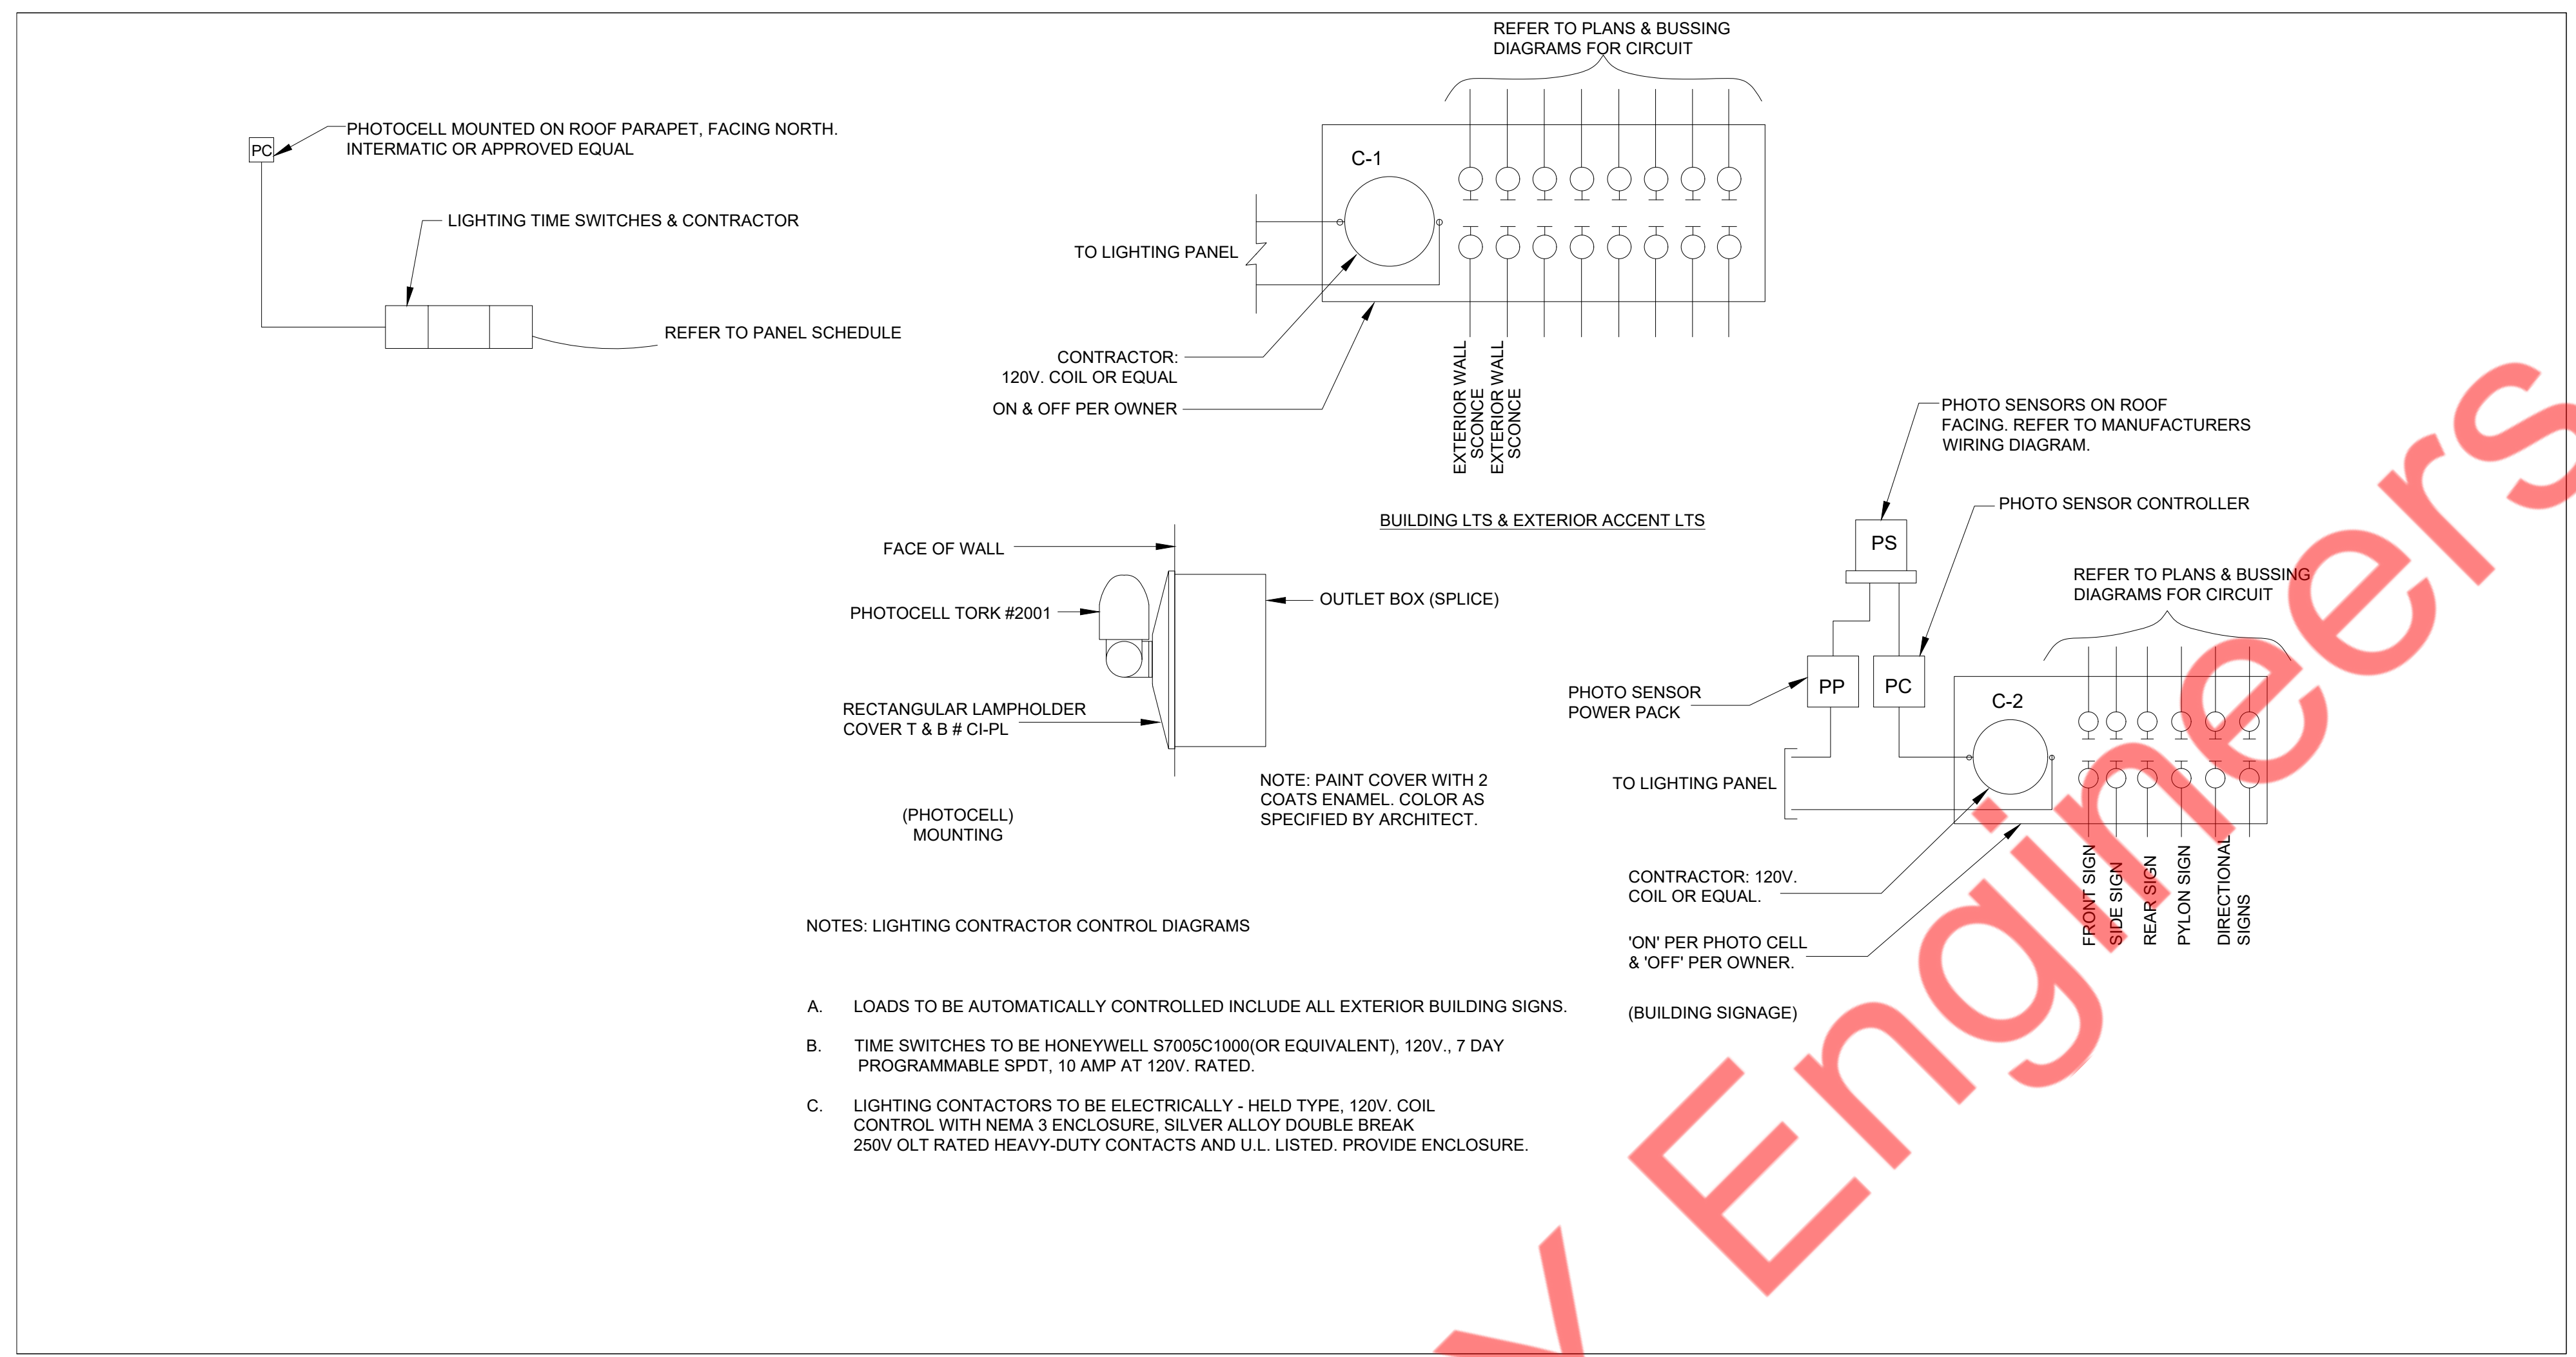 REFER TO PLANS & BUSSING
DIAGRAMS FOR CIRCUIT
PHOTOCELL MOUNTED ON ROOF PARAPET, FACING NORTH.
INTERMATIC OR APPROVED EQUAL
PC
LIGHTING TIME SWITCHES & CONTRACTOR
REFER TO PANEL SCHEDULE
C-1
TO LIGHTING PANEL
CONTRACTOR:
120V. COIL OR EQUAL
ON & OFF PER OWNER
EXTERIOR WALL
SCONCE
EXTERIOR WALL
SCONCE
BUILDING LTS & EXTERIOR ACCENT LTS
FACE OF WALL
PHOTOCELL TORK #2001
OUTLET BOX (SPLICE)
RECTANGULAR LAMPHOLDER
COVER T & B # CI-PL
NOTE: PAINT COVER WITH 2
COATS ENAMEL. COLOR AS
SPECIFIED BY ARCHITECT.
(PHOTOCELL)
MOUNTING
PHOTO SENSORS ON ROOF
FACING. REFER TO MANUFACTURERS
WIRING DIAGRAM.
PHOTO SENSOR CONTROLLER
PS
REFER TO PLANS & BUSSING
DIAGRAMS FOR CIRCUIT
PHOTO SENSOR
POWER PACK
PP
PC
C-2
TO LIGHTING PANEL
CONTRACTOR: 120V.
COIL OR EQUAL.
'ON' PER PHOTO CELL
& 'OFF' PER OWNER.
(BUILDING SIGNAGE)
FRONT SIGN
SIDE SIGN
REAR SIGN
PYLON SIGN
DIRECTIONAL
SIGNS
NOTES: LIGHTING CONTRACTOR CONTROL DIAGRAMS
A. LOADS TO BE AUTOMATICALLY CONTROLLED INCLUDE ALL EXTERIOR BUILDING SIGNS.
B. TIME SWITCHES TO BE HONEYWELL S7005C1000(OR EQUIVALENT), 120V., 7 DAY
PROGRAMMABLE SPDT, 10 AMP AT 120V. RATED.
C. LIGHTING CONTACTORS TO BE ELECTRICALLY - HELD TYPE, 120V. COIL
CONTROL WITH NEMA 3 ENCLOSURE, SILVER ALLOY DOUBLE BREAK
250V OLT RATED HEAVY-DUTY CONTACTS AND U.L. LISTED. PROVIDE ENCLOSURE.
Engineers